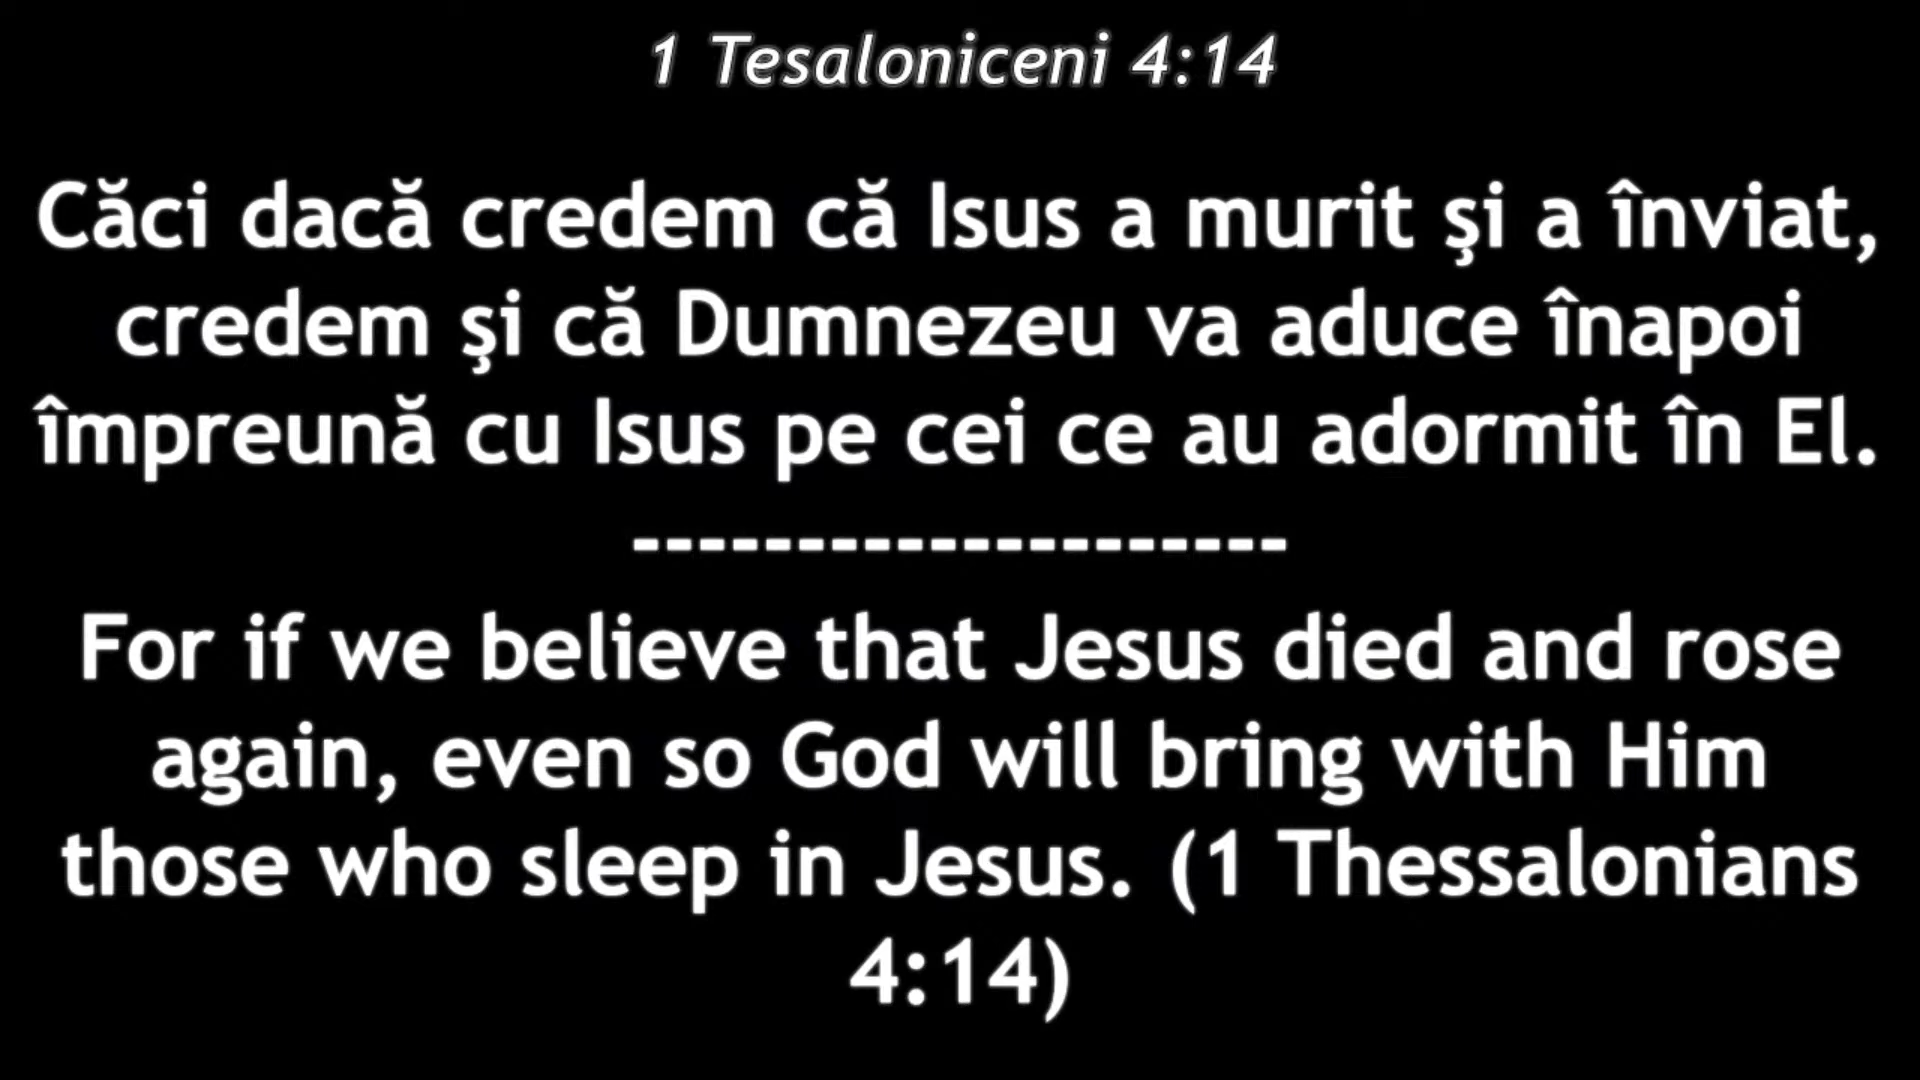 1 Tesaloniceni 4:14
Căci dacă credem că Isus a murit şi a înviat,
credem şi că Dumnezeu va aduce înapoi
împreună cu Isus pe cei ce au adormit în El.
--------------------
For if we believe that Jesus died and rose
again, even so God will bring with Him
those who sleep in Jesus. (1 Thessalonians
4:14)